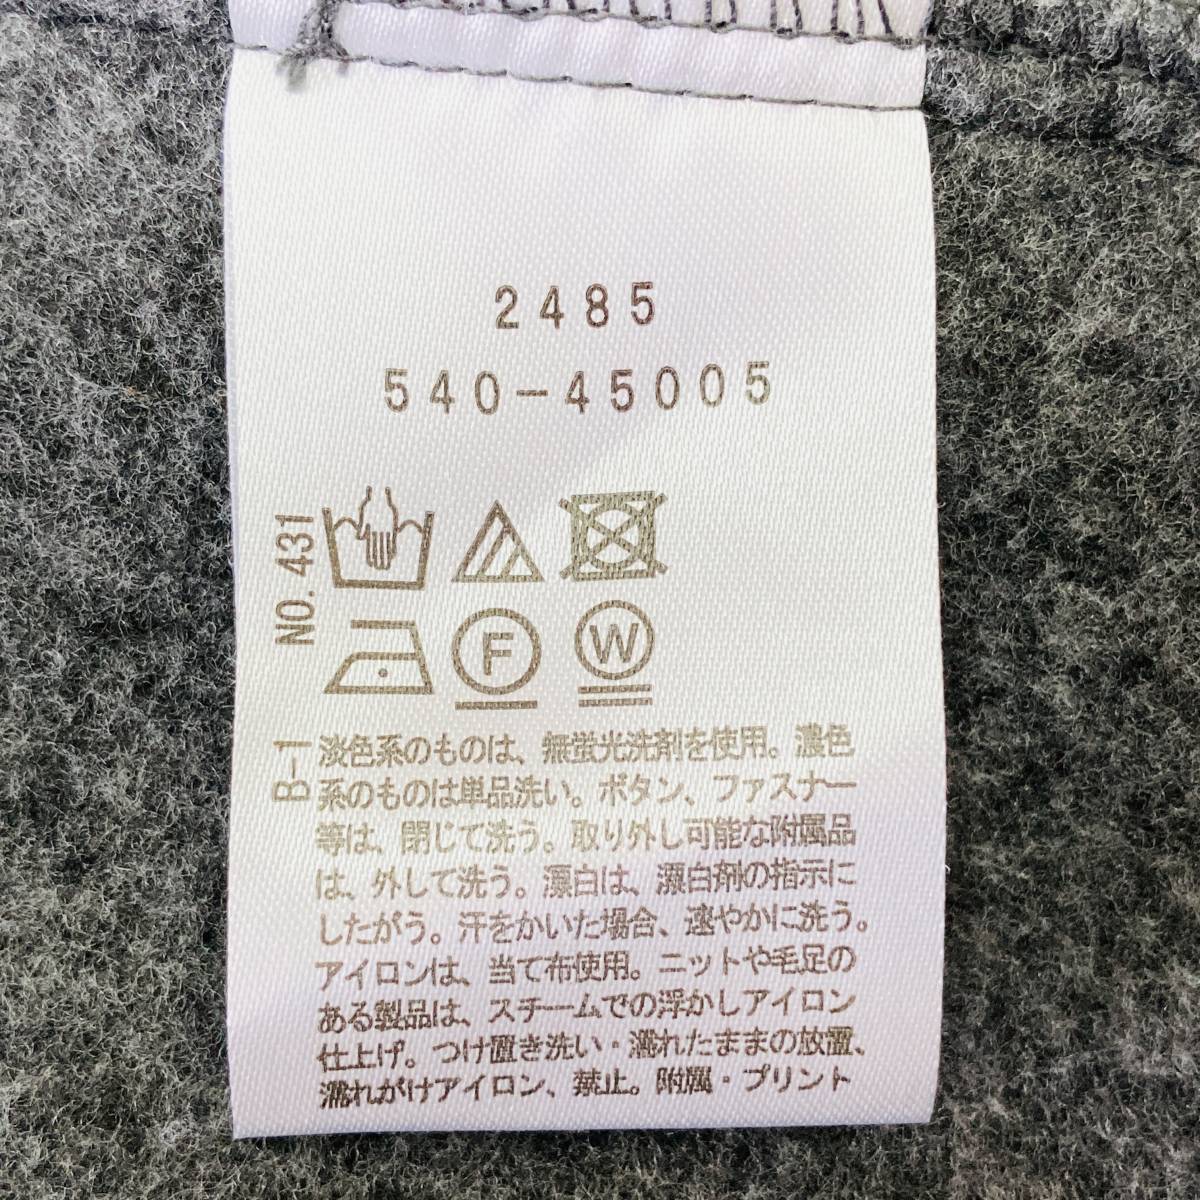 2485
540-45005
NO. 431
F
W
B-1
淡色系のものは、無蛍光洗剤を使用。濃色
系のものは単品洗い。ボタン、ファスナー
等は、閉じて洗う。取り外し可能な附属品
は、外して洗う。漂白は、漂白剤の指示に
したがう。汗をかいた場合、速やかに洗う。
アイロンは、当て布使用。ニットや毛足の
ある製品は、スチームでの浮かしアイロン
仕上げ。つけ置き洗い・濡れたままの放置、
濡れがけアイロン、禁止。附属・プリント